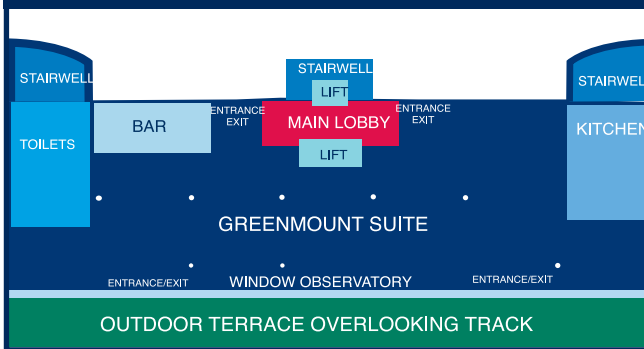 STAIRWELL
STAIRWELL
STAIRWELL
LIFT
ENTRANCE
EXIT
ENTRANCE
EXIT
BAR
MAIN LOBBY
KITCHEN
TOILETS
LIFT
GREENMOUNT SUITE
ENTRANCE/EXIT
WINDOW OBSERVATORY
ENTRANCE/EXIT
OUTDOOR TERRACE OVERLOOKING TRACK